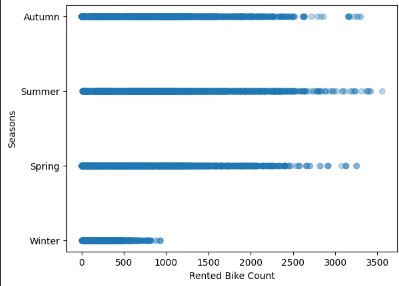 Autumn
Summer
Seasons
Spring
Winter
0 500 1000 1500 2000 2500 3000 3500
Rented Bike Count